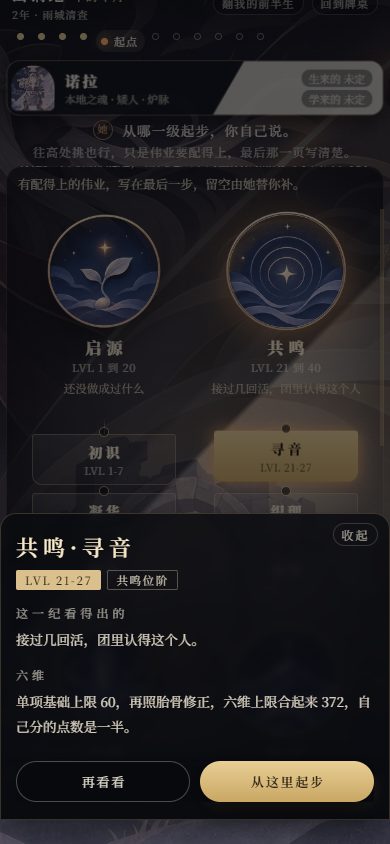 翻我的前半生
回到牌桌
2年 · 雨城清查
起点
诺拉
本地之魂 · 矮人 · 炉脉
生来的 未定
学来的 未定
她 从哪一级起步，你自己说。
往高处挑也行，只是伟业要配得上，最后那一页写清楚。
有配得上的伟业，写在最后一步，留空由她替你补。
启源
LVL 1 到 20
还没做成过什么
共鸣
LVL 21 到 40
接过几回活，团里认得这个人
初识
LVL 1-7
寻音
LVL 21-27
共鸣·寻音
收起
LVL 21-27
共鸣位阶
这一纪看得出的
接过几回活，团里认得这个人。
六维
单项基础上限 60，再照胎骨修正，六维上限合起来 372，自
己分的点数是一半。
再看看
从这里起步